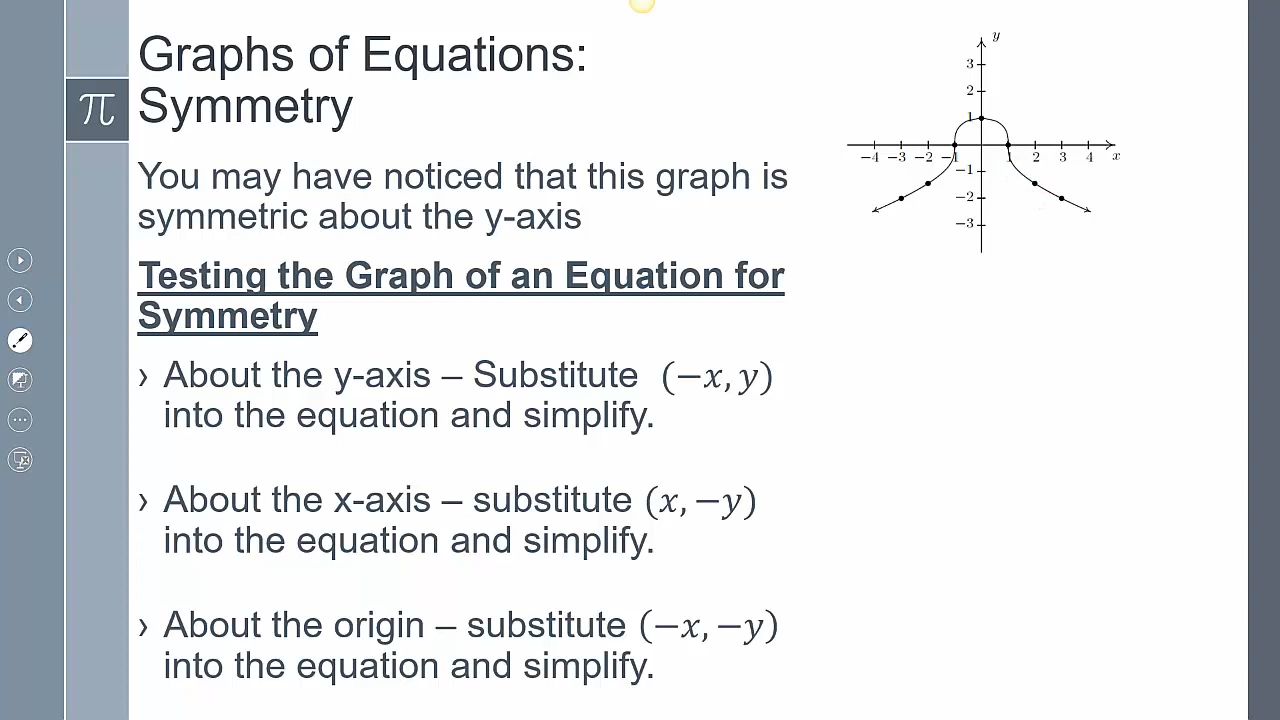 Graphs of Equations:
π Symmetry
You may have noticed that this graph is
symmetric about the y-axis
Testing the Graph of an Equation for
Symmetry
› About the y-axis – Substitute (−x, y)
into the equation and simplify.
› About the x-axis – substitute (x, −y)
into the equation and simplify.
› About the origin – substitute (−x, −y)
into the equation and simplify.
y
3
2
1
−4 −3 −2 −1 1 2 3 4 x
−1
−2
−3